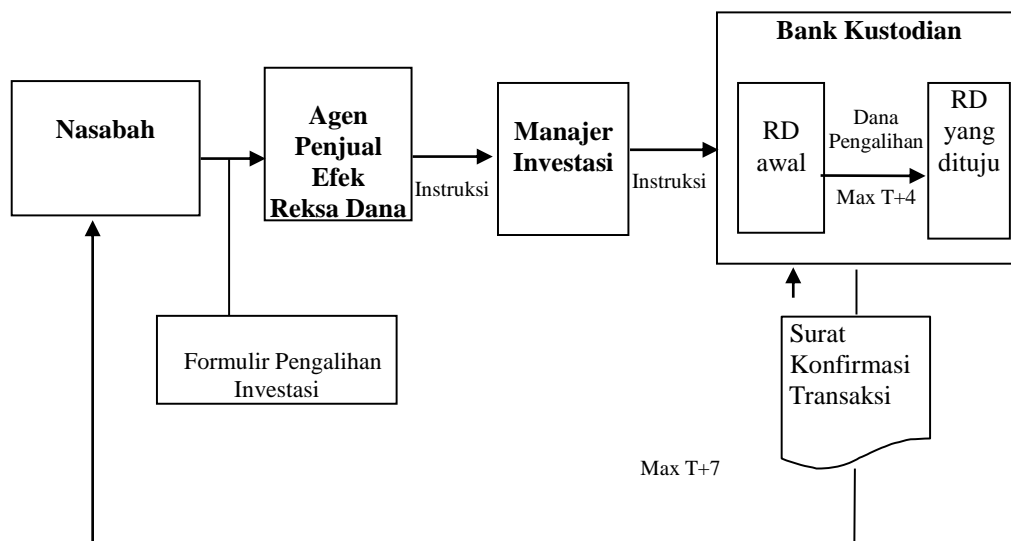 Bank Kustodian
Nasabah
Agen
Penjual
Efek
Reksa Dana
Instruksi
Manajer
Investasi
Instruksi
RD
awal
Dana
Pengalihan
Max T+4
RD
yang
dituju
Formulir Pengalihan
Investasi
Surat
Konfirmasi
Transaksi
Max T+7